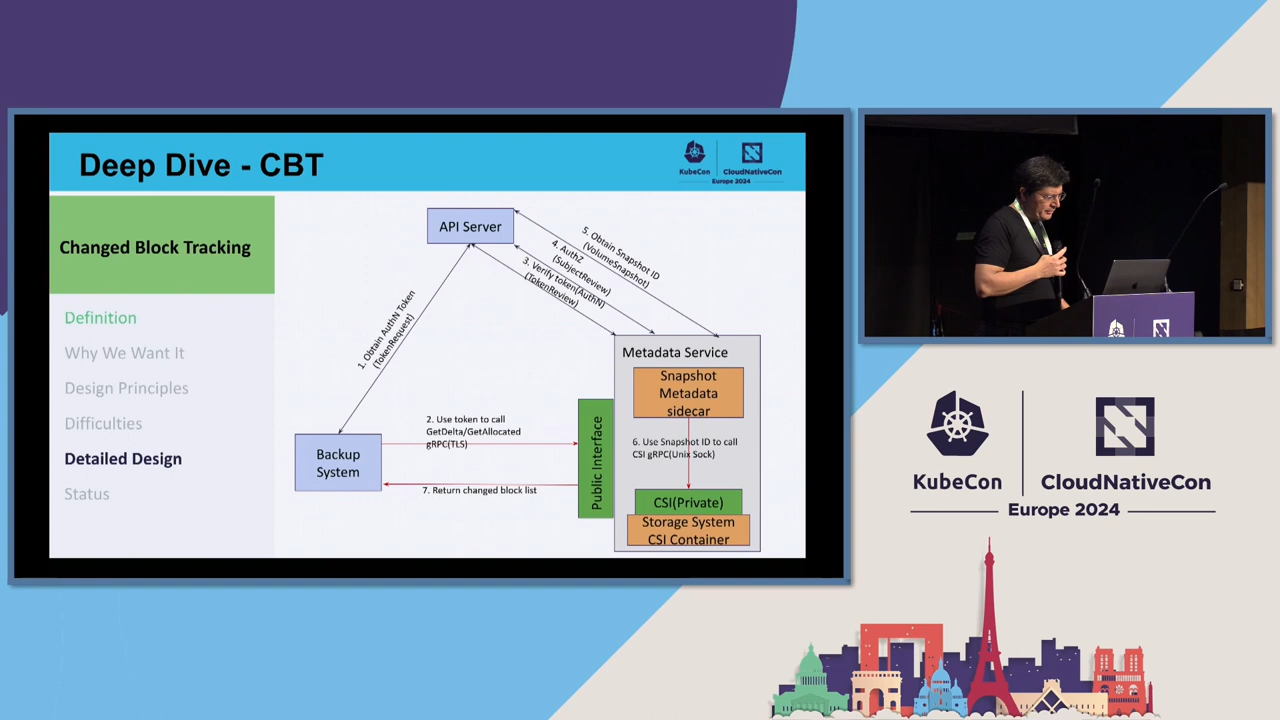 Deep Dive - CBT
KubeCon
CloudNativeCon
Europe 2024
Changed Block Tracking
Definition
Why We Want It
Design Principles
Difficulties
Detailed Design
Status
API Server
1. Obtain AuthN Token
(TokenRequest)
5. Obtain Snapshot ID
(VolumeSnapshot)
4. AuthZ
(SubjectReview)
3. Verify token(AuthN)
(TokenReview)
Backup
System
2. Use token to call
GetDelta/GetAllocated
gRPC(TLS)
7. Return changed block list
Public Interface
Metadata Service
Snapshot
Metadata
sidecar
6. Use Snapshot ID to call
CSI gRPC(Unix Sock)
CSI(Private)
Storage System
CSI Container
KubeCon
CloudNativeCon
Europe 2024